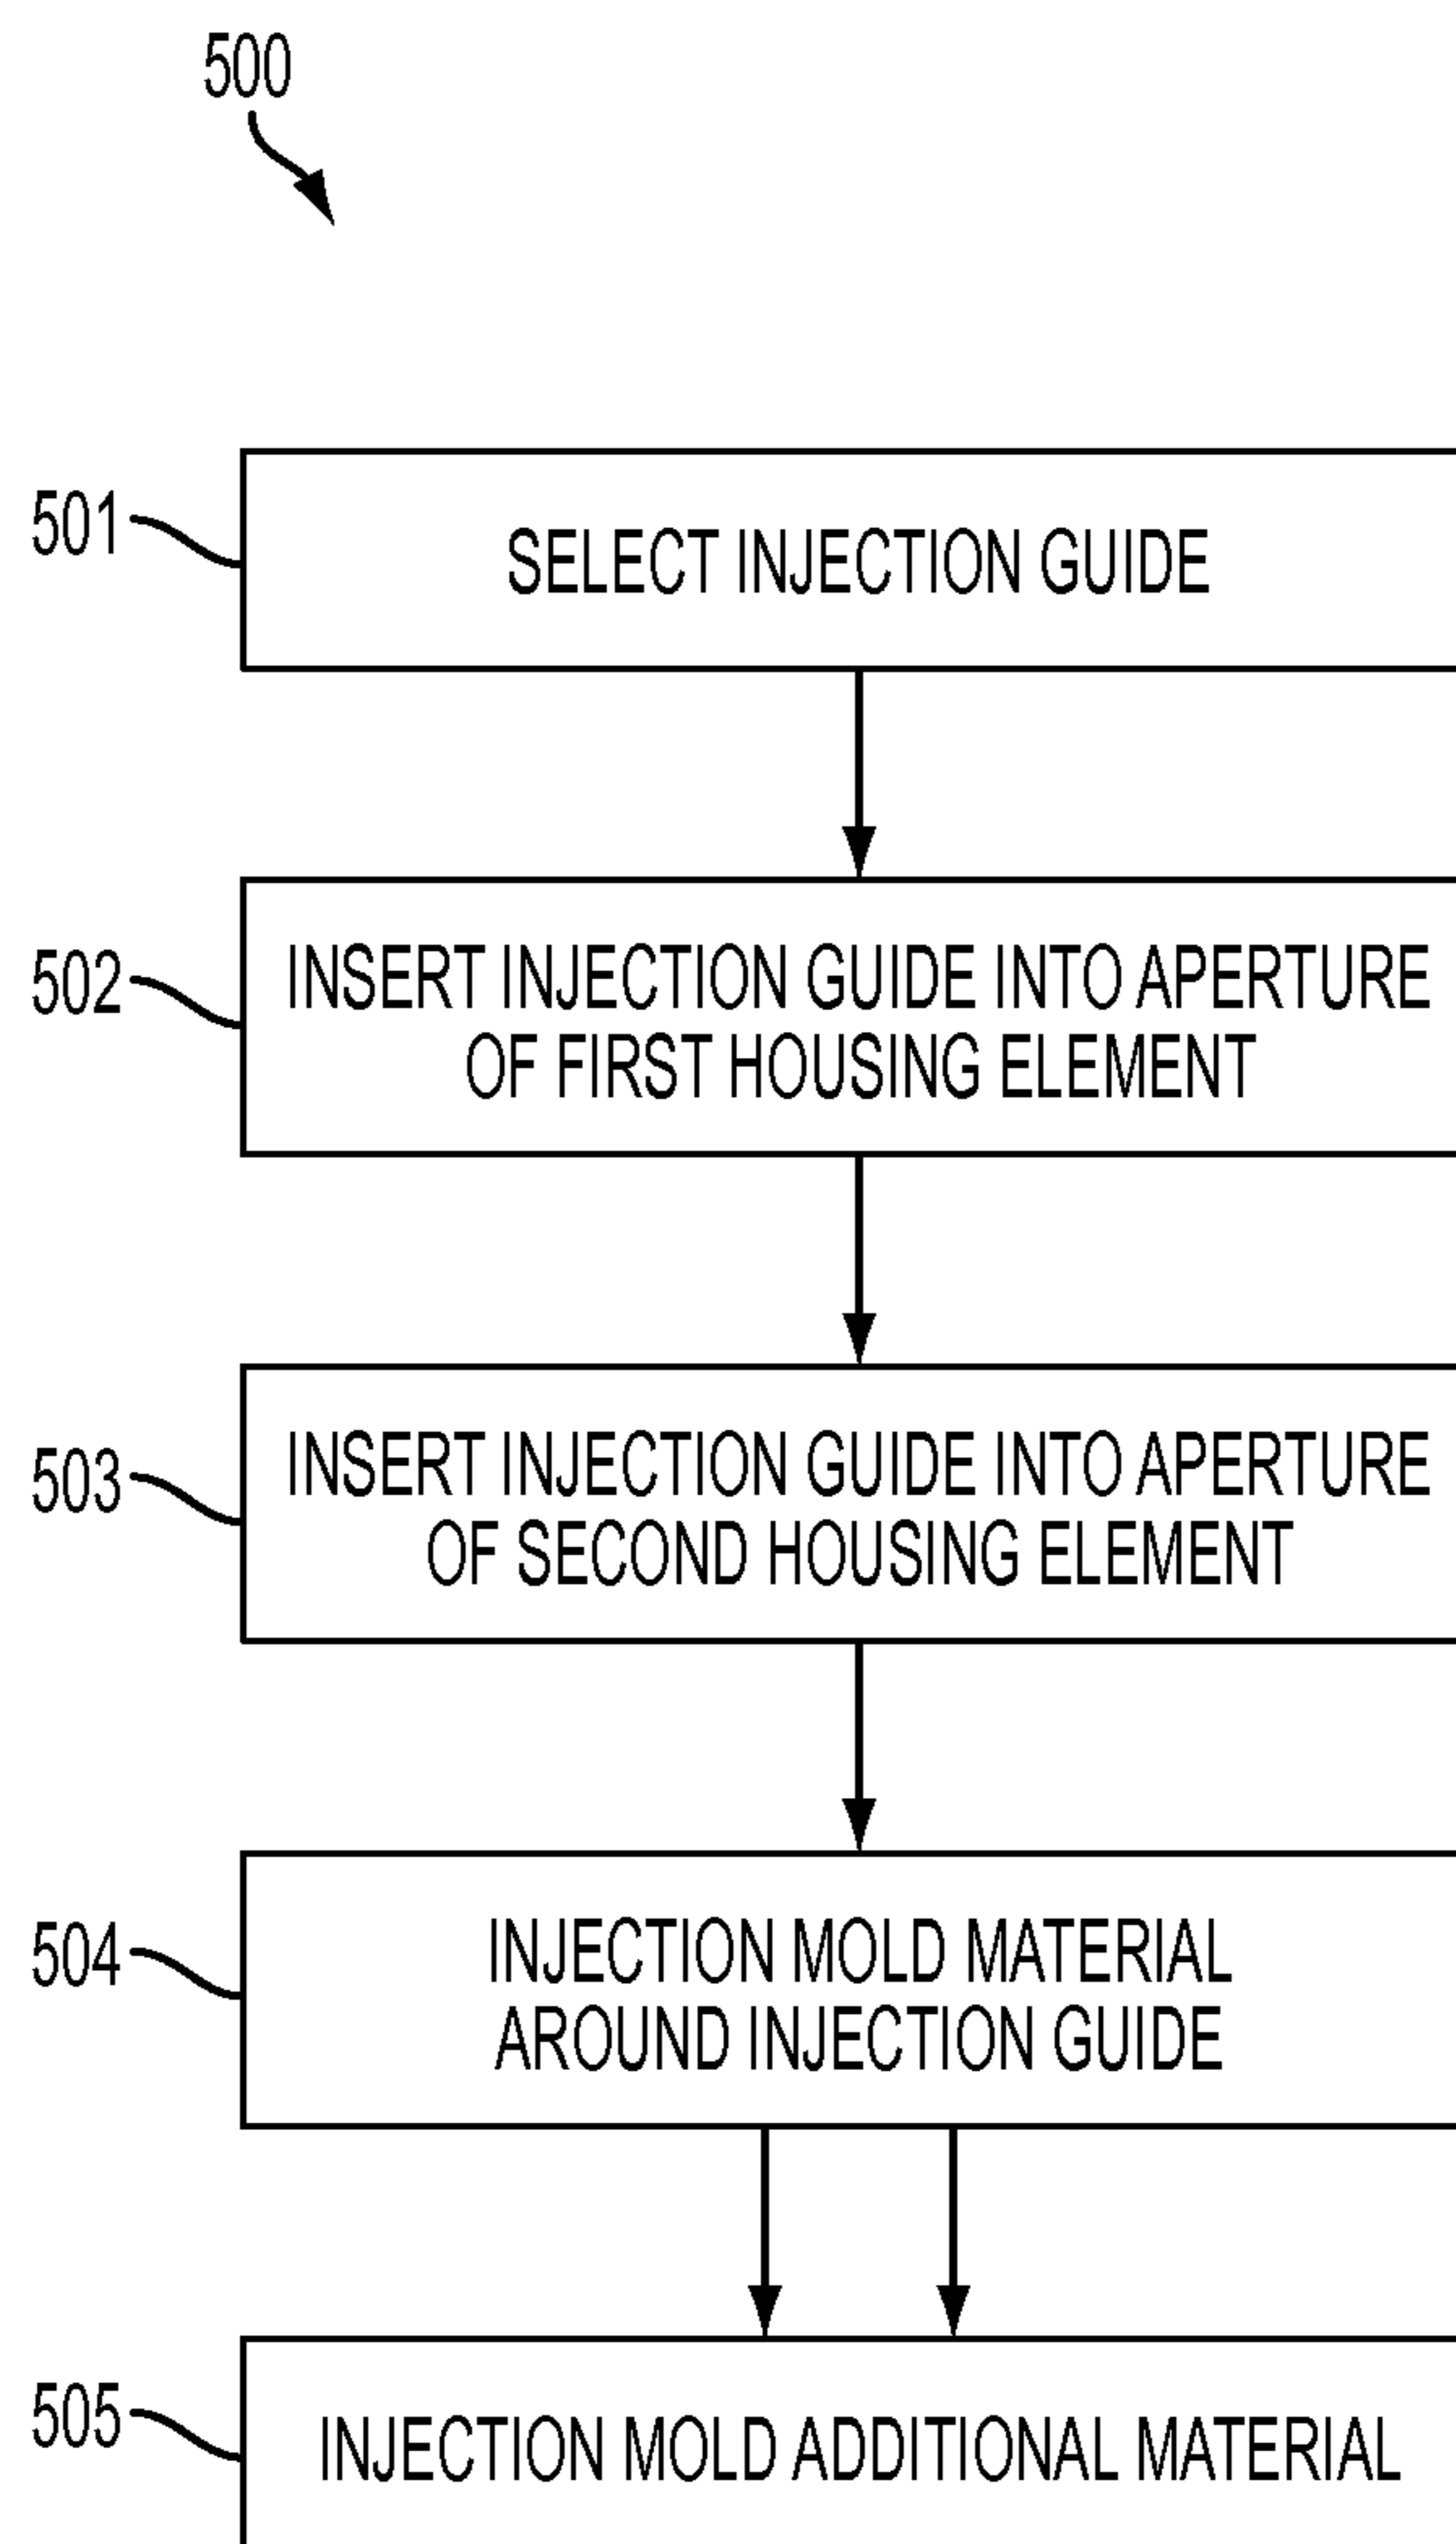 500
501
SELECT INJECTION GUIDE
502
INSERT INJECTION GUIDE INTO APERTURE
OF FIRST HOUSING ELEMENT
503
INSERT INJECTION GUIDE INTO APERTURE
OF SECOND HOUSING ELEMENT
504
INJECTION MOLD MATERIAL
AROUND INJECTION GUIDE
505
INJECTION MOLD ADDITIONAL MATERIAL